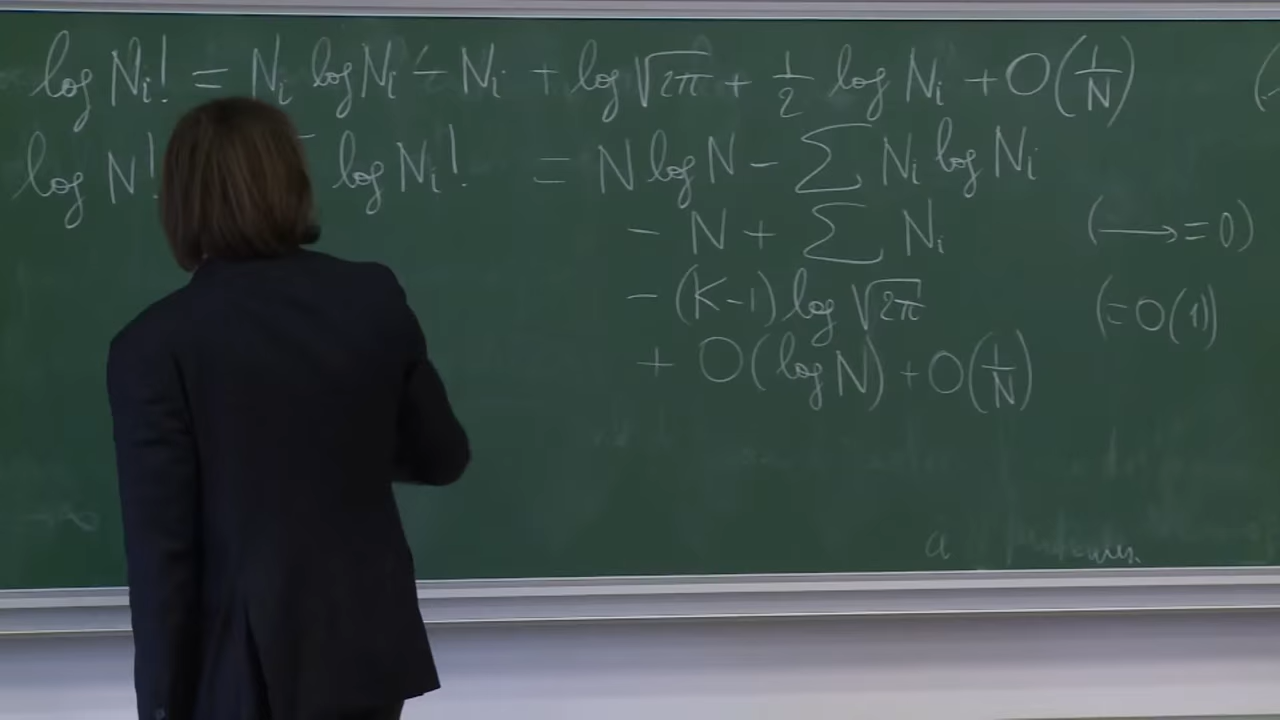 log Nᵢ! = Nᵢ log Nᵢ − Nᵢ + log √2π + ½ log Nᵢ + O(1/N) (
log N! − log Nᵢ! = N log N − Σ Nᵢ log Nᵢ
− N + Σ Nᵢ (⟶ = 0)
− (K−1) log √2π (= O(1))
+ O(log N) + O(1/N)
a